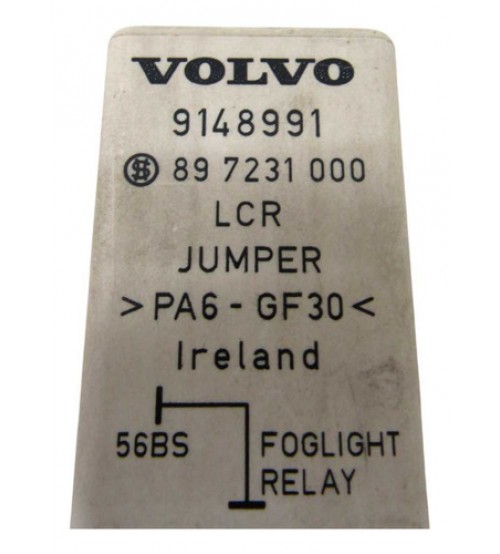 VOLVO
9148991
89 7231 000
LCR
JUMPER
>PA6-GF30<
Ireland
56BS FOGLIGHT
RELAY